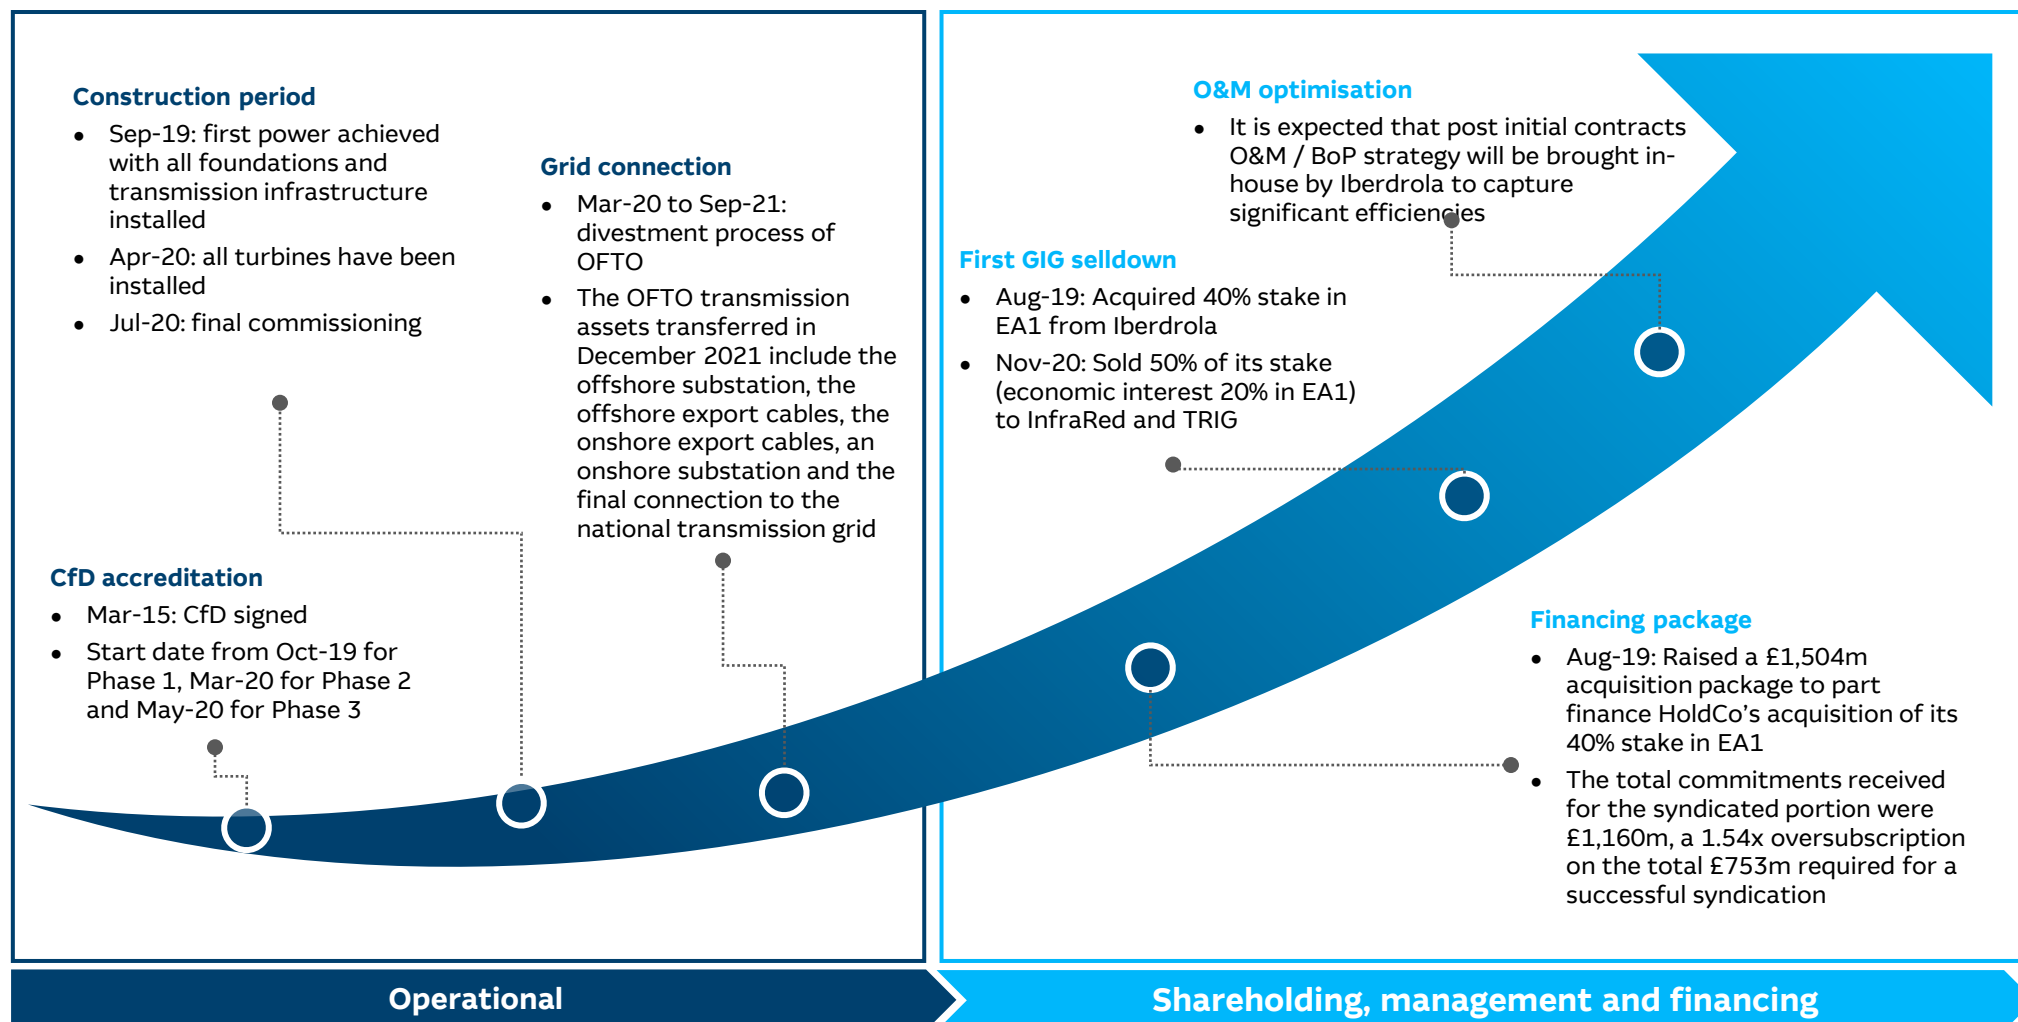 Construction period
• Sep-19: first power achieved
with all foundations and
transmission infrastructure
installed
• Apr-20: all turbines have been
installed
• Jul-20: final commissioning
CfD accreditation
• Mar-15: CfD signed
• Start date from Oct-19 for
Phase 1, Mar-20 for Phase 2
and May-20 for Phase 3
Grid connection
• Mar-20 to Sep-21:
divestment process of
OFTO
• The OFTO transmission
assets transferred in
December 2021 include the
offshore substation, the
offshore export cables, the
onshore export cables, an
onshore substation and the
final connection to the
national transmission grid
O&M optimisation
• It is expected that post initial contracts
O&M / BoP strategy will be brought in-
house by Iberdrola to capture
significant efficiencies
First GIG selldown
• Aug-19: Acquired 40% stake in
EA1 from Iberdrola
• Nov-20: Sold 50% of its stake
(economic interest 20% in EA1)
to InfraRed and TRIG
Financing package
• Aug-19: Raised a £1,504m
acquisition package to part
finance HoldCo’s acquisition of its
40% stake in EA1
• The total commitments received
for the syndicated portion were
£1,160m, a 1.54x oversubscription
on the total £753m required for a
successful syndication
Operational
Shareholding, management and financing